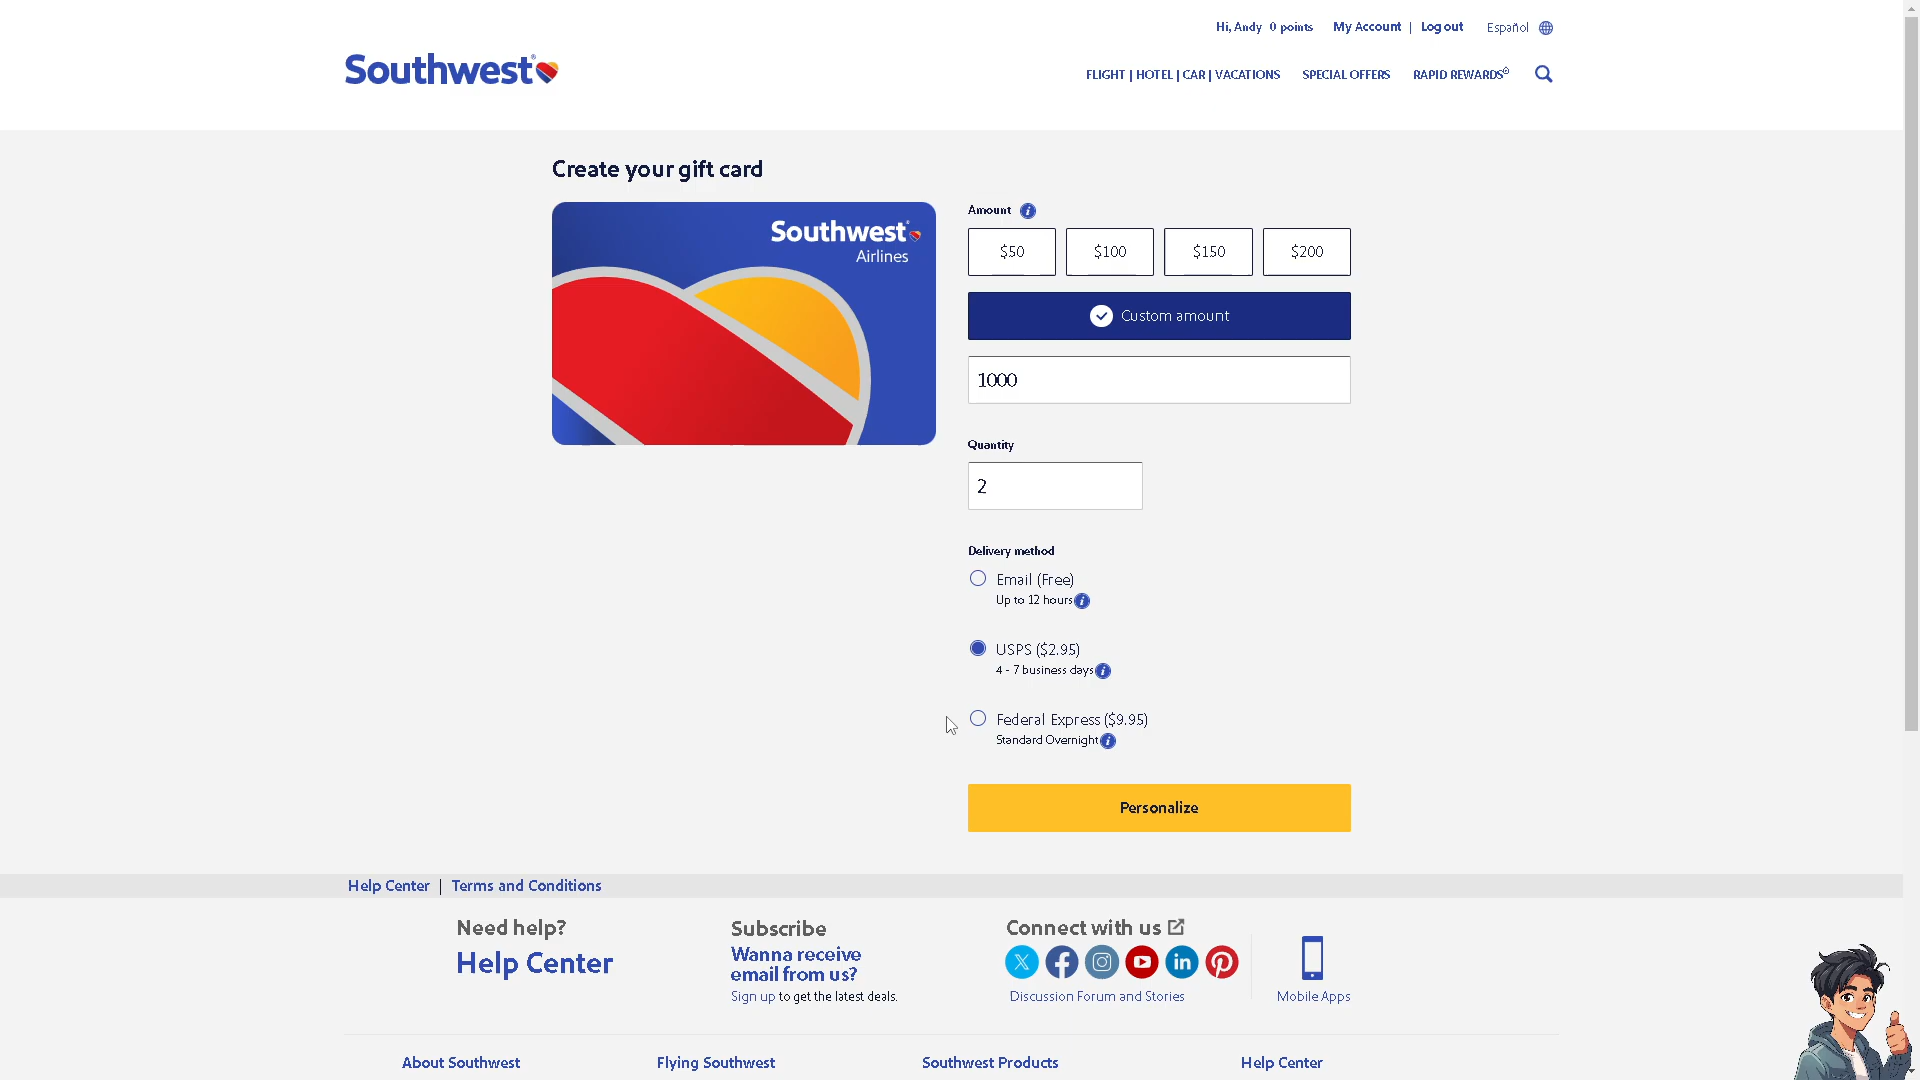 Hi, Andy 0 points My Account | Log out Español
Southwest®
FLIGHT | HOTEL | CAR | VACATIONS SPECIAL OFFERS RAPID REWARDS®
Create your gift card
Southwest
Airlines
Amount i
$50 $100 $150 $200
Custom amount
1000
Quantity
2
Delivery method
Email (Free)
Up to 12 hours i
USPS ($2.95)
4 - 7 business days i
Federal Express ($9.95)
Standard Overnight i
Personalize
Help Center | Terms and Conditions
Need help?
Help Center
Subscribe
Wanna receive
email from us?
Sign up to get the latest deals.
Connect with us
Discussion Forum and Stories
Mobile Apps
About Southwest Flying Southwest Southwest Products Help Center